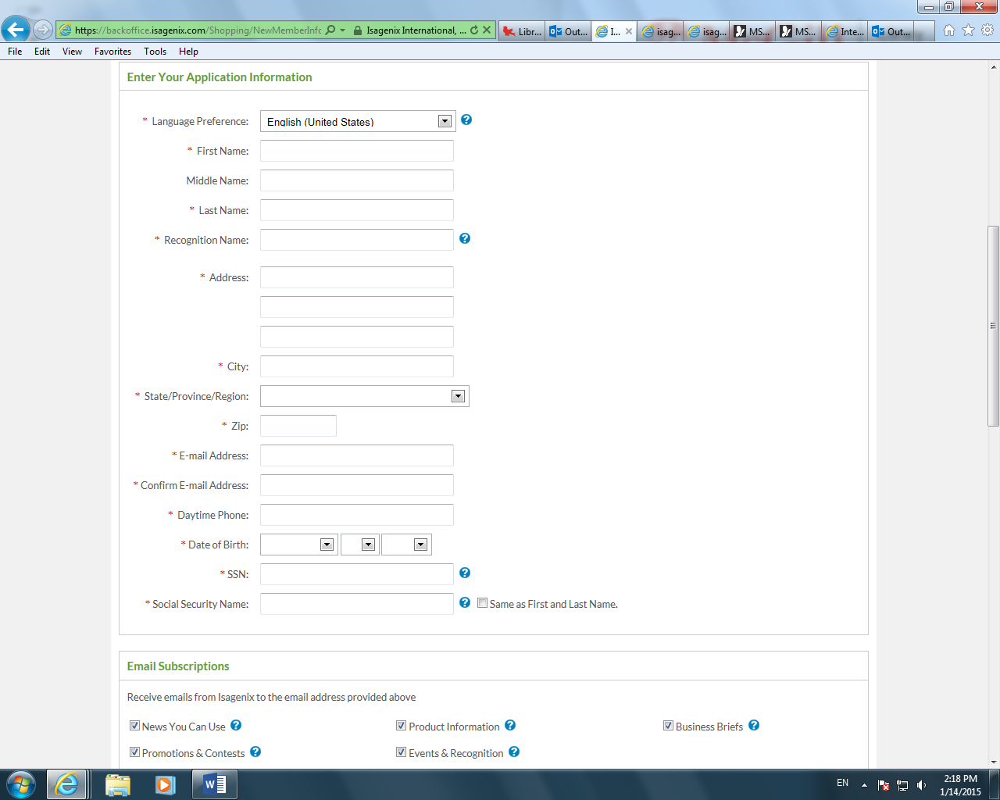 https://backoffice.isagenix.com/Shopping/NewMemberInfo
Isagenix International, ...
Libr...
Out...
I...
isag...
isag...
MS...
MS...
Inte...
Out...
File Edit View Favorites Tools Help
Enter Your Application Information
* Language Preference: English (United States)
* First Name:
Middle Name:
* Last Name:
* Recognition Name:
* Address:
* City:
* State/Province/Region:
* Zip:
* E-mail Address:
* Confirm E-mail Address:
* Daytime Phone:
* Date of Birth:
* SSN:
* Social Security Name: Same as First and Last Name.
Email Subscriptions
Receive emails from Isagenix to the email address provided above
News You Can Use Product Information Business Briefs
Promotions & Contests Events & Recognition
EN
2:18 PM
1/14/2015